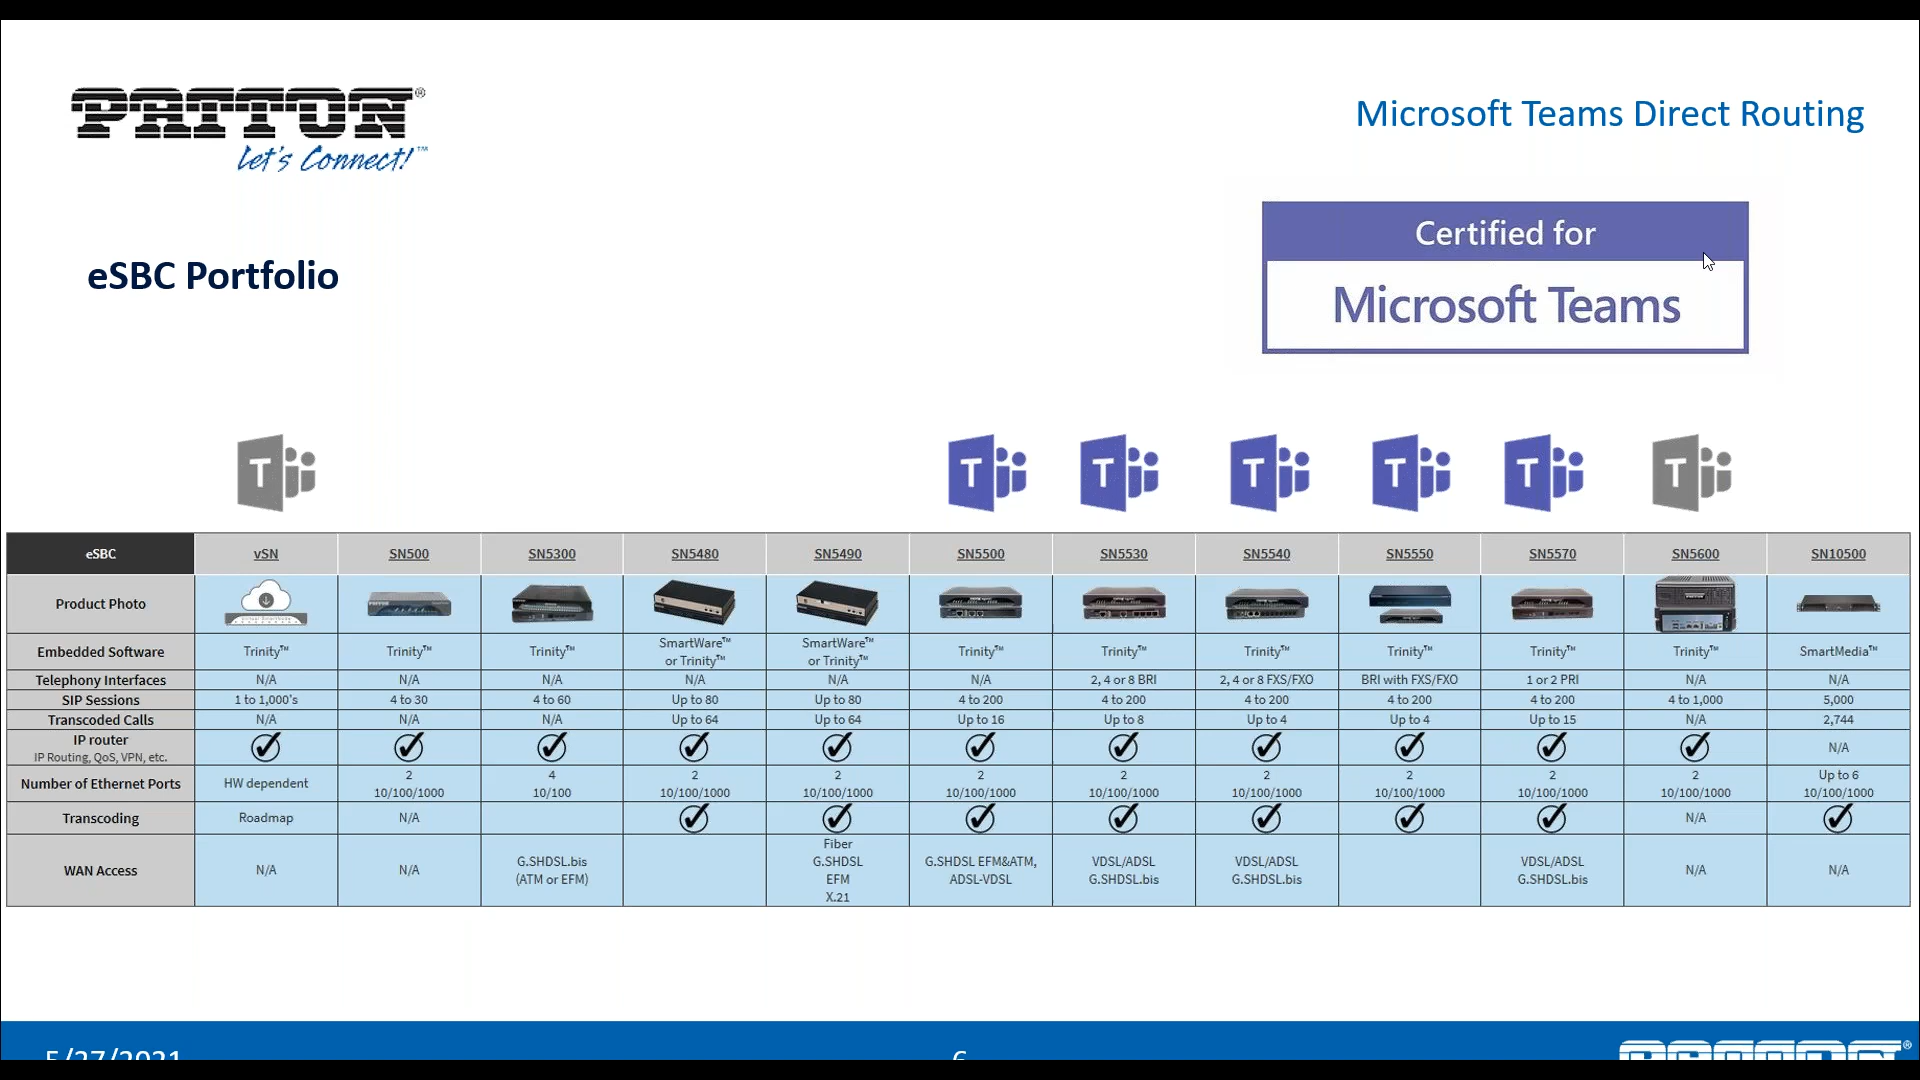 PATTON®
Let's Connect!™
Microsoft Teams Direct Routing
Certified for
Microsoft Teams
eSBC Portfolio
T T T T T T T
eSBC vSN SN500 SN5300 SN5480 SN5490 SN5500 SN5530 SN5540 SN5550 SN5570 SN5600 SN10500
Product Photo
Embedded Software Trinity™ Trinity™ Trinity™ SmartWare™ or Trinity™ SmartWare™ or Trinity™ Trinity™ Trinity™ Trinity™ Trinity™ Trinity™ Trinity™ SmartMedia™
Telephony Interfaces N/A N/A N/A N/A N/A N/A 2, 4 or 8 BRI 2, 4 or 8 FXS/FXO BRI with FXS/FXO 1 or 2 PRI N/A N/A
SIP Sessions 1 to 1,000's 4 to 30 4 to 60 Up to 80 Up to 80 4 to 200 4 to 200 4 to 200 4 to 200 4 to 200 4 to 1,000 5,000
Transcoded Calls N/A N/A N/A Up to 64 Up to 64 Up to 16 Up to 8 Up to 4 Up to 4 Up to 15 N/A 2,744
IP router
IP Routing, QoS, VPN, etc. N/A
Number of Ethernet Ports HW dependent 2 10/100/1000 4 10/100 2 10/100/1000 2 10/100/1000 2 10/100/1000 2 10/100/1000 2 10/100/1000 2 10/100/1000 2 10/100/1000 2 10/100/1000 Up to 6 10/100/1000
Transcoding Roadmap N/A N/A
WAN Access N/A N/A G.SHDSL.bis (ATM or EFM) Fiber G.SHDSL EFM X.21 G.SHDSL EFM&ATM, ADSL-VDSL VDSL/ADSL G.SHDSL.bis VDSL/ADSL G.SHDSL.bis VDSL/ADSL G.SHDSL.bis N/A N/A
5/27/2021
6
PATTON®